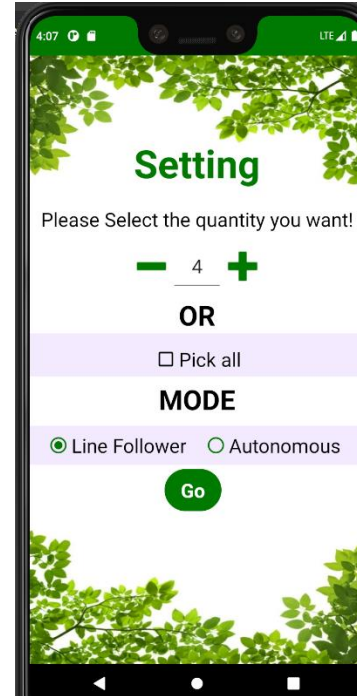 4:07
LTE
Setting
Please Select the quantity you want!
4
OR
Pick all
MODE
Line Follower Autonomous
Go